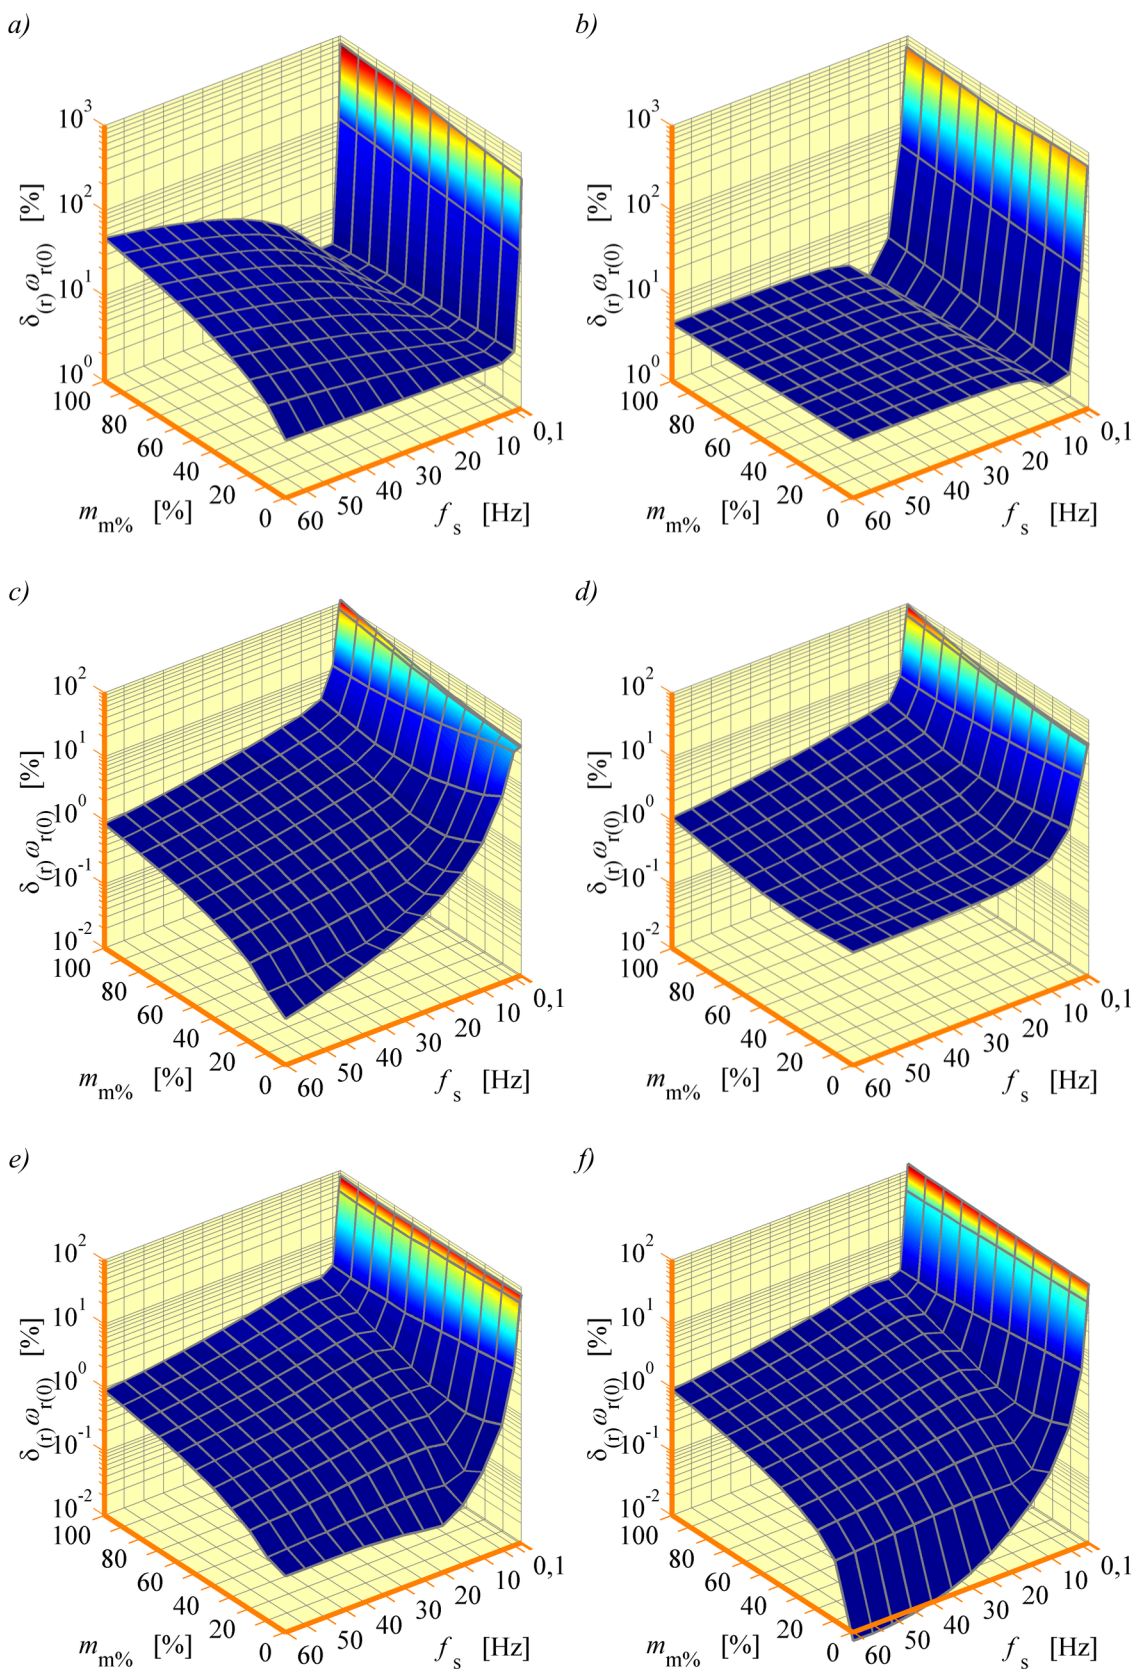 a) b)
10³ 10³
10² 10²
10¹ 10¹
10⁰ 10⁰
δ(r)ωr(0) [%] δ(r)ωr(0) [%]
100 80 60 40 20 0 100 80 60 40 20 0
60 50 40 30 20 10 0,1 60 50 40 30 20 10 0,1
mm% [%] fs [Hz] mm% [%] fs [Hz]
c) d)
10² 10²
10¹ 10¹
10⁰ 10⁰
10⁻¹ 10⁻¹
10⁻² 10⁻²
δ(r)ωr(0) [%] δ(r)ωr(0) [%]
100 80 60 40 20 0 100 80 60 40 20 0
60 50 40 30 20 10 0,1 60 50 40 30 20 10 0,1
mm% [%] fs [Hz] mm% [%] fs [Hz]
e) f)
10² 10²
10¹ 10¹
10⁰ 10⁰
10⁻¹ 10⁻¹
10⁻² 10⁻²
δ(r)ωr(0) [%] δ(r)ωr(0) [%]
100 80 60 40 20 0 100 80 60 40 20 0
60 50 40 30 20 10 0,1 60 50 40 30 20 10 0,1
mm% [%] fs [Hz] mm% [%] fs [Hz]